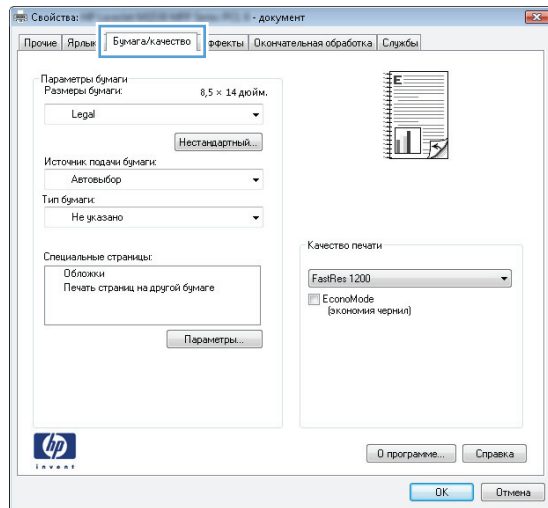 Свойства: - документ
Прочие
Ярлык
Бумага/качество
ффекты
Окончательная обработка
Службы
Параметры бумаги
Размеры бумаги:
8,5 × 14 дюйм.
Legal
Нестандартный...
Источник подачи бумаги:
Автовыбор
Тип бумаги:
Не указано
Специальные страницы:
Обложки
Печать страниц на другой бумаге
Параметры...
E
Качество печати
FastRes 1200
EconoMode
(экономия чернил)
hp
invent
О программе...
Справка
OK
Отмена